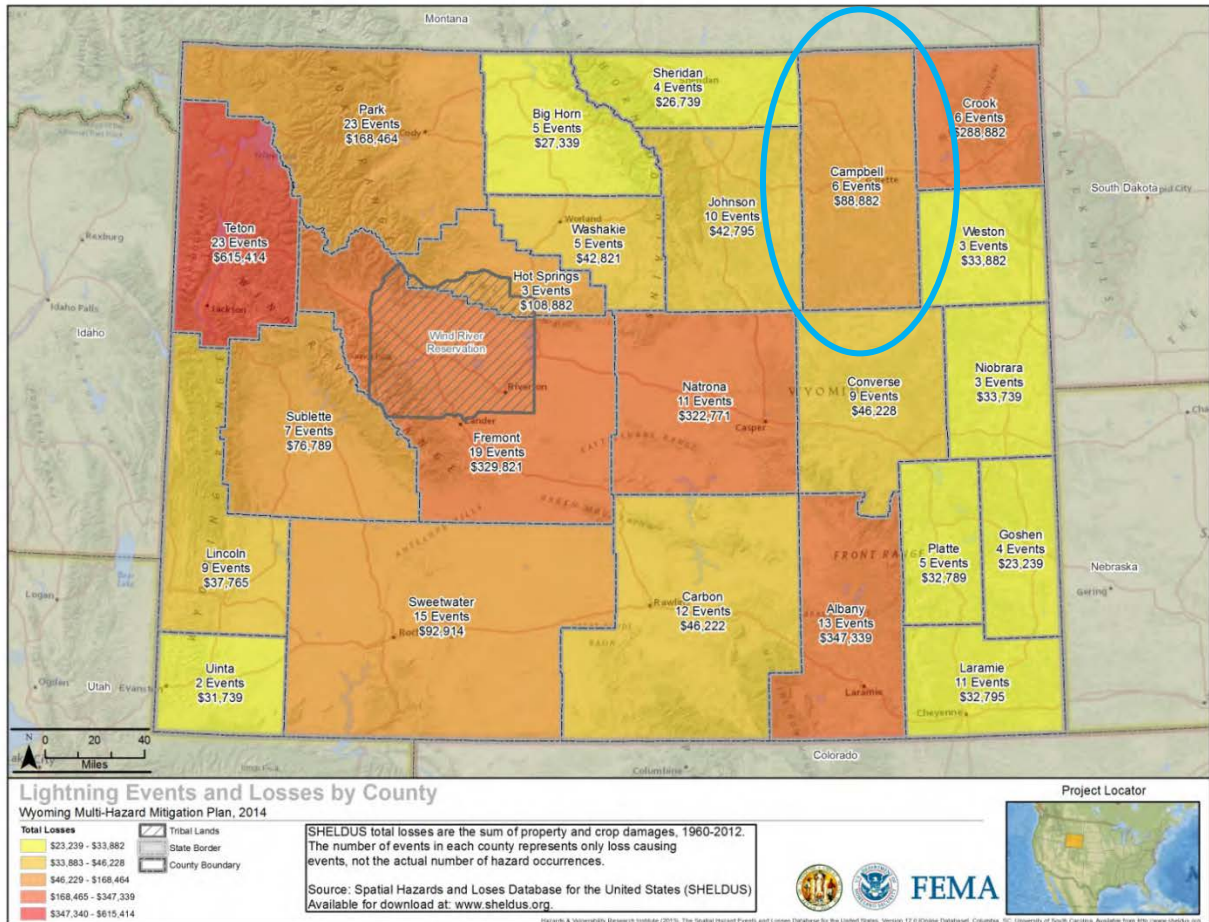 Montana
Sheridan
4 Events
$26,739
Park
23 Events
$168,464
Big Horn
5 Events
$27,339
Crook
6 Events
$288,882
Campbell
6 Events
$88,882
South Dakota
Johnson
10 Events
$42,795
Worland
Washakie
5 Events
$42,821
Teton
23 Events
$615,414
Rexburg
Weston
3 Events
$33,882
Hot Springs
3 Events
$108,882
Idaho Falls
Jackson
Idaho
Wind River
Reservation
Riverton
Natrona
11 Events
$322,771
Casper
WYOMING
Converse
9 Events
$46,228
Niobrara
3 Events
$33,739
Sublette
7 Events
$76,789
Lander
Fremont
19 Events
$329,821
Lincoln
9 Events
$37,765
FRONT RANGE
Platte
5 Events
$32,789
Goshen
4 Events
$23,239
Nebraska
Gering
Logan
Sweetwater
15 Events
$92,914
Carbon
12 Events
$46,222
Albany
13 Events
$347,339
Laramie
Uinta
2 Events
$31,739
Ogden
Utah
Evanston
Laramie
11 Events
$32,795
Cheyenne
Colorado
N
0 20 40
Miles
Lightning Events and Losses by County
Wyoming Multi-Hazard Mitigation Plan, 2014
Total Losses
$23,239 - $33,882
$33,883 - $46,228
$46,229 - $168,464
$168,465 - $347,339
$347,340 - $615,414
Tribal Lands
State Border
County Boundary
SHELDUS total losses are the sum of property and crop damages, 1960-2012.
The number of events in each county represents only loss causing
events, not the actual number of hazard occurrences.
Source: Spatial Hazards and Loses Database for the United States (SHELDUS)
Available for download at: www.sheldus.org.
FEMA
Project Locator